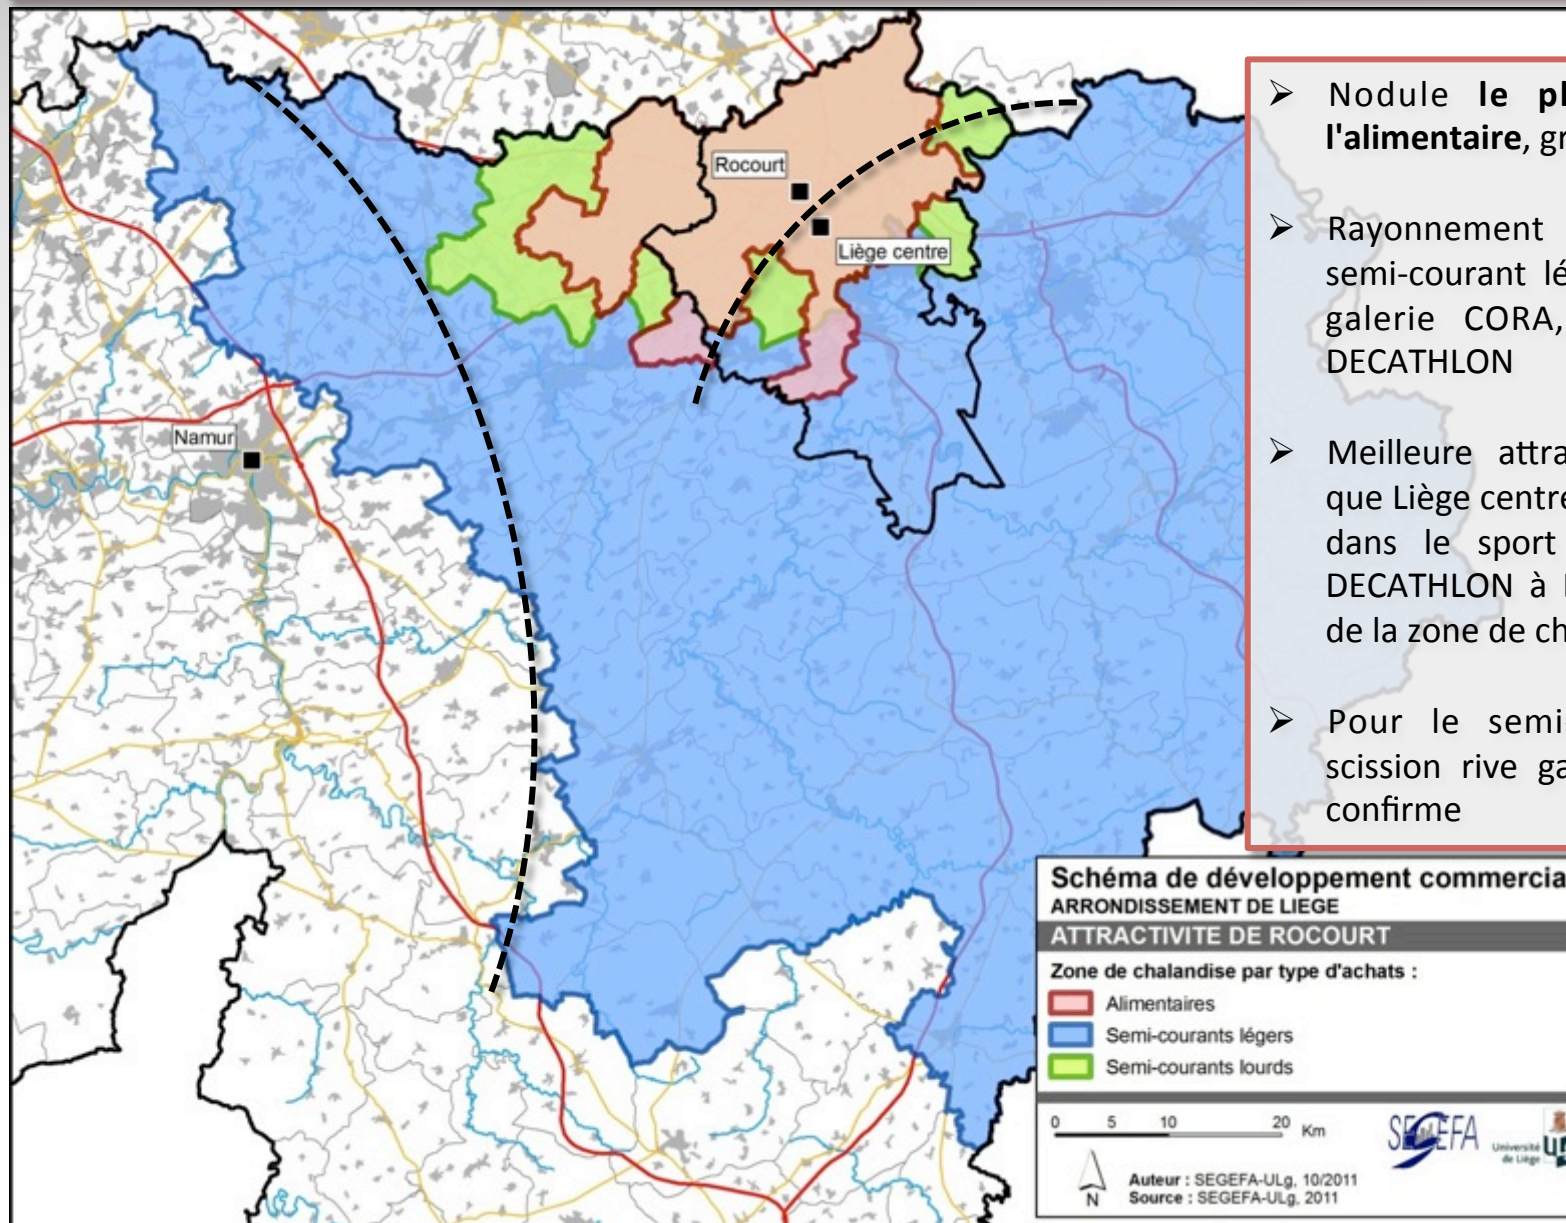 Rocourt
Liège centre
Namur
➢ Nodule le pl
l'alimentaire, gr
➢ Rayonnement
semi-courant lé
galerie CORA,
DECATHLON
➢ Meilleure attra
que Liège centre
dans le sport
DECATHLON à
de la zone de ch
➢ Pour le semi
scission rive ga
confirme
Schéma de développement commercia
ARRONDISSEMENT DE LIEGE
ATTRACTIVITE DE ROCOURT
Zone de chalandise par type d'achats :
Alimentaires
Semi-courants légers
Semi-courants lourds
0 5 10 20 Km
SEGEFA
Université
de Liège
N
Auteur : SEGEFA-ULg, 10/2011
Source : SEGEFA-ULg, 2011